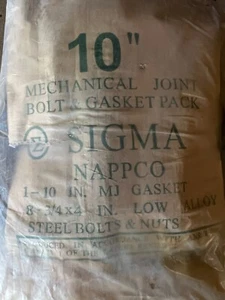 10"
MECHANICAL JOINT
BOLT & GASKET PACK
SIGMA
NAPPCO
1-10 IN. MJ GASKET
8-3/4X4-IN. LOW ALLOY
STEEL BOLTS & NUTS